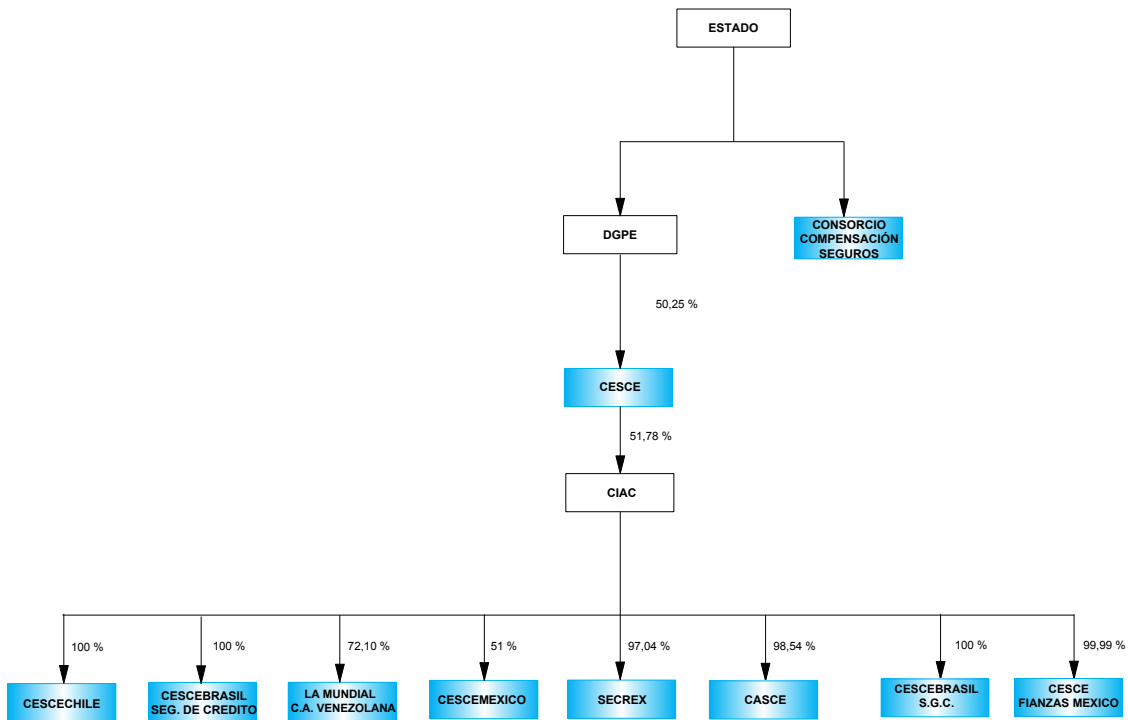 ESTADO
DGPE
CONSORCIO
COMPENSACIÓN
SEGUROS
50,25 %
CESCE
51,78 %
CIAC
100 %
100 %
72,10 %
51 %
97,04 %
98,54 %
100 %
99,99 %
CESCECHILE
CESCEBRASIL
SEG. DE CREDITO
LA MUNDIAL
C.A. VENEZOLANA
CESCEMEXICO
SECREX
CASCE
CESCEBRASIL
S.G.C.
CESCE
FIANZAS MEXICO